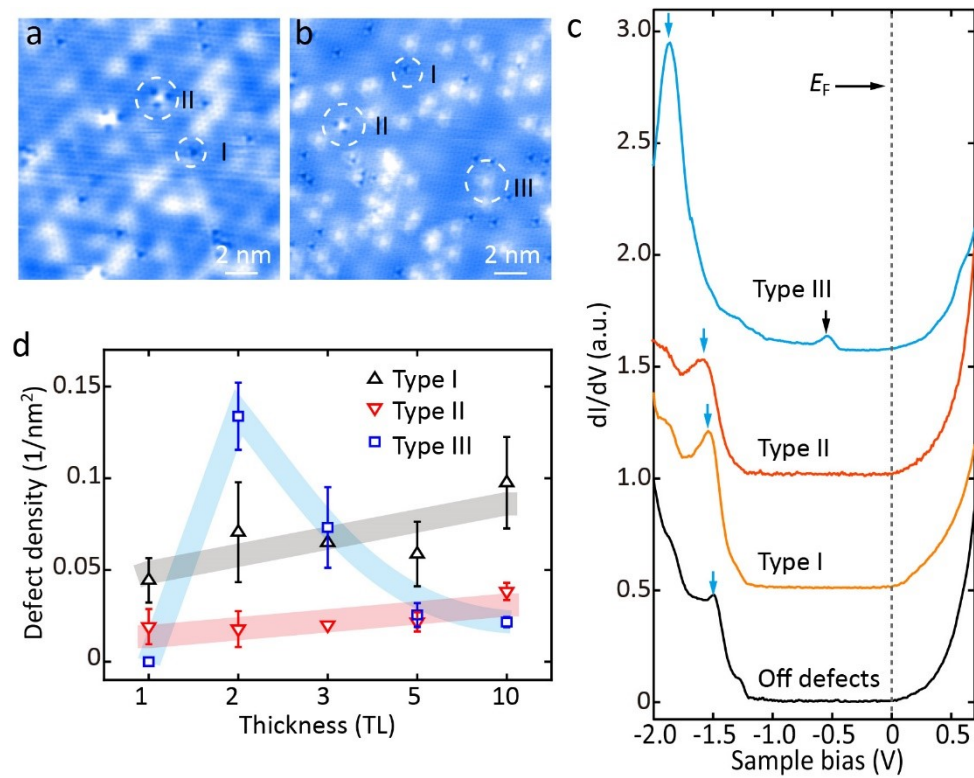 a
II
I
2 nm
b
I
II
III
2 nm
c
3.0
2.5
2.0
1.5
1.0
0.5
0
dI/dV (a.u.)
E_F
Type III
Type II
Type I
Off defects
-2.0 -1.5 -1.0 -0.5 0 0.5
Sample bias (V)
d
0.15
0.10
0.05
0
Defect density (1/nm²)
Type I
Type II
Type III
1 2 3 5 10
Thickness (TL)